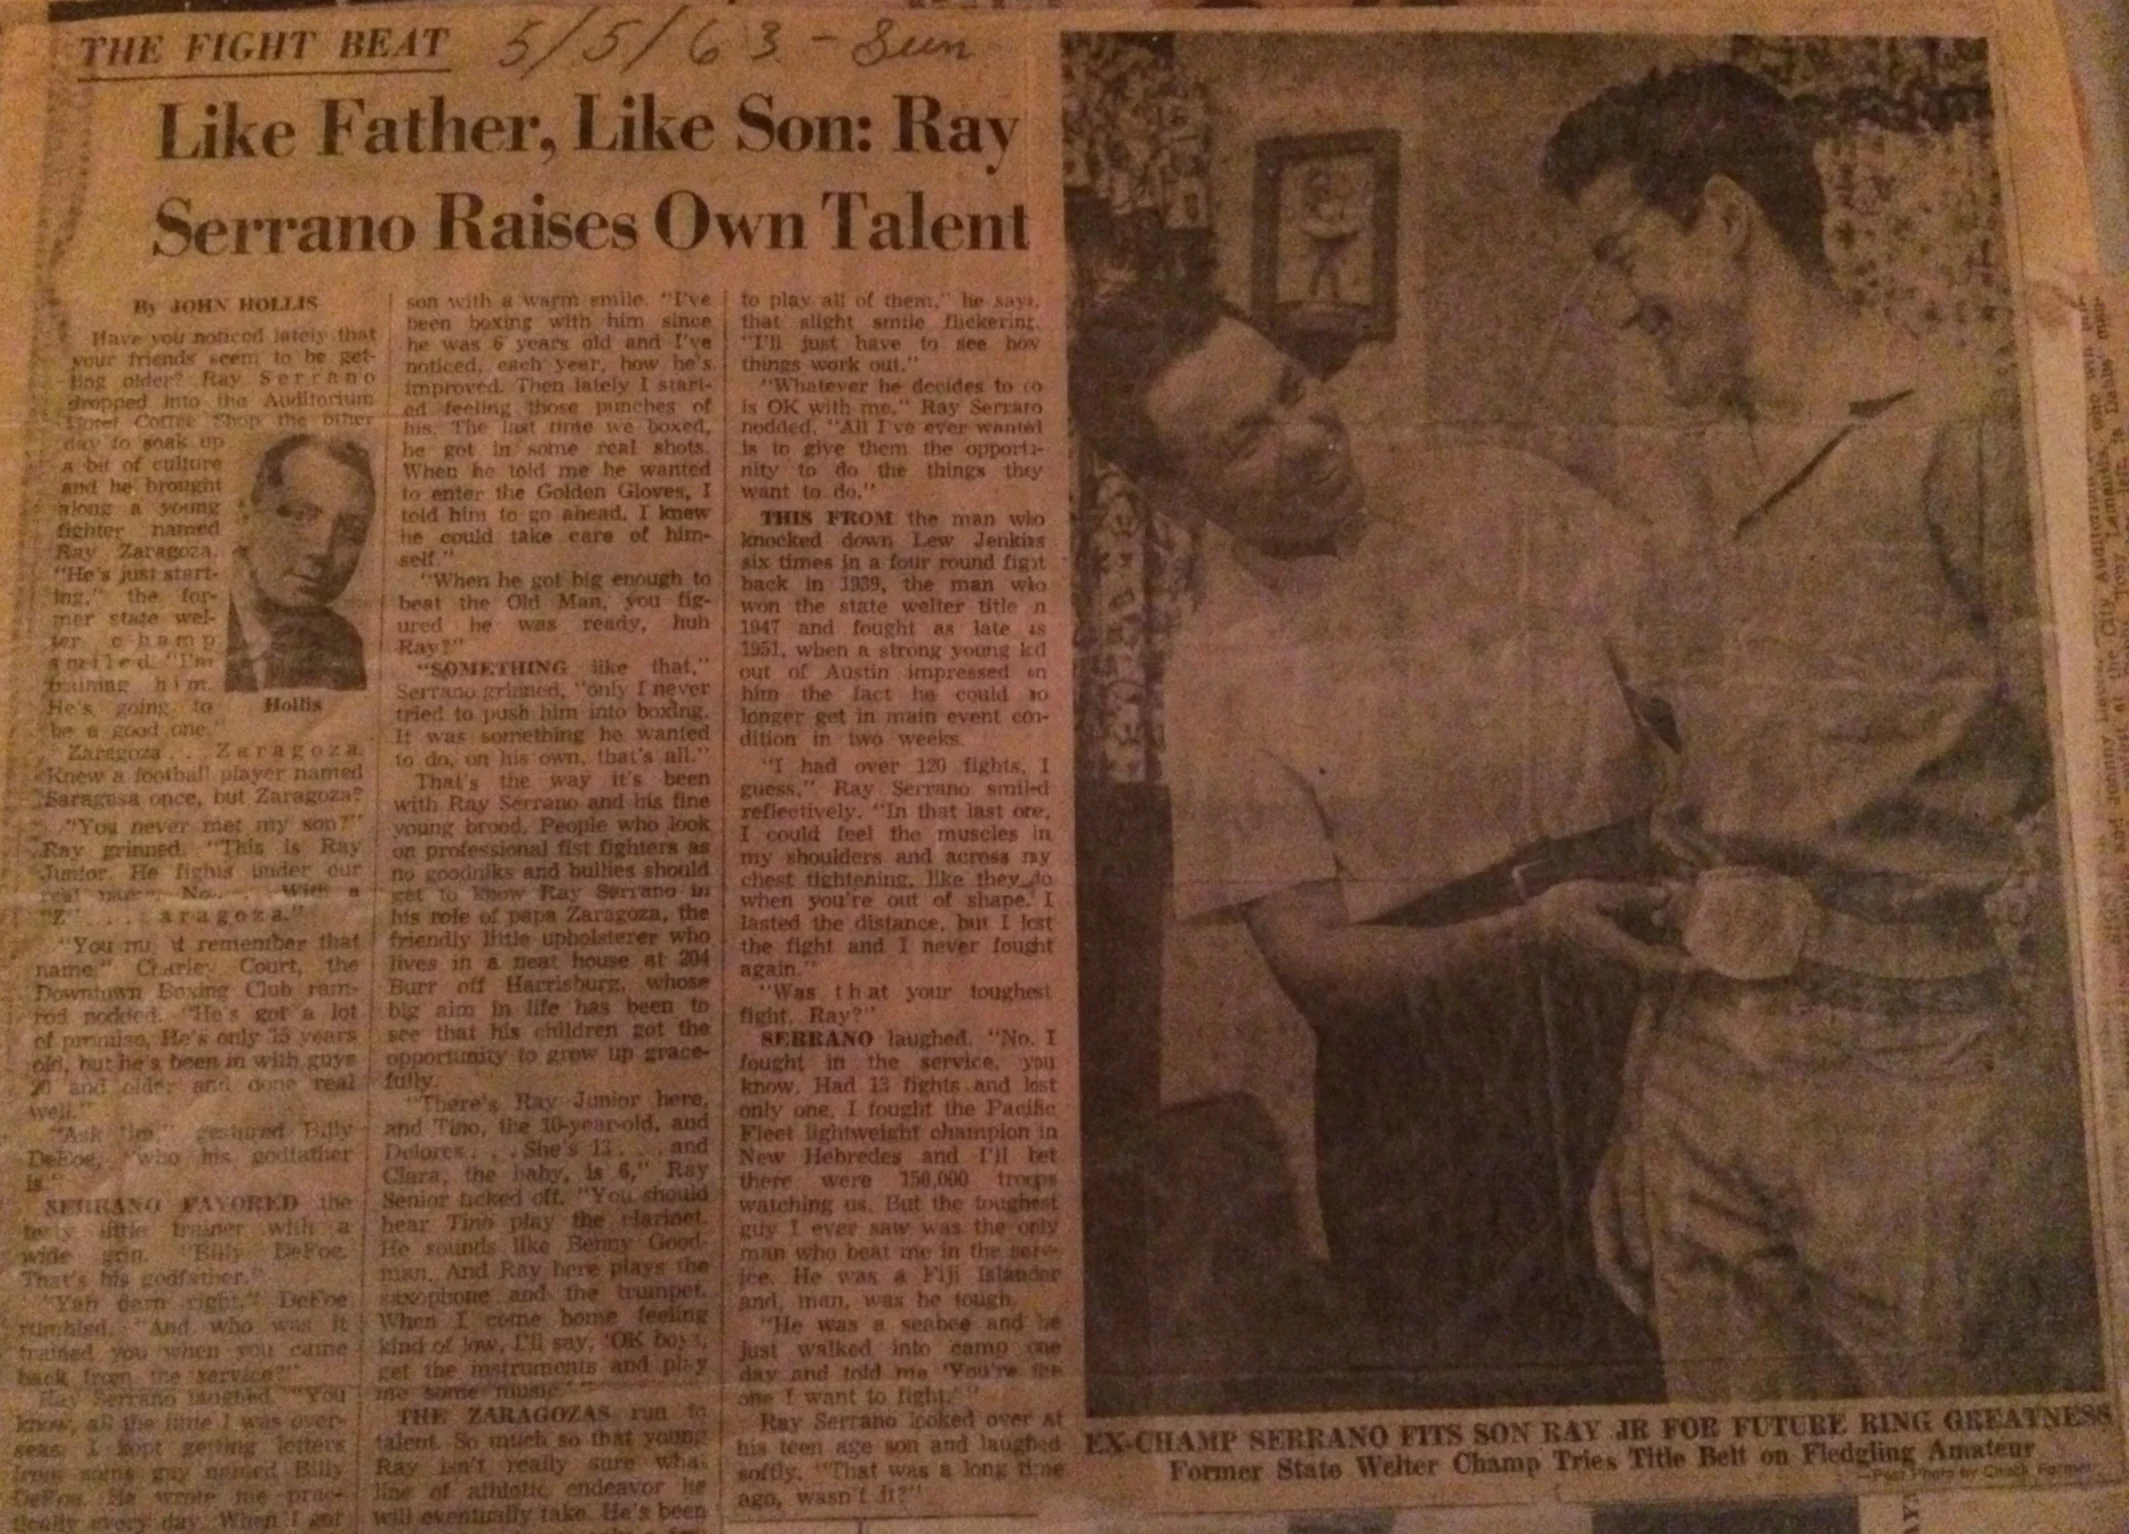 THE FIGHT BEAT 5/5/63 - Sun
Like Father, Like Son: Ray
Serrano Raises Own Talent
By JOHN HOLLIS
Have you noticed lately that
your friends seem to be get-
ting older? Ray Serrano
dropped into the Auditorium
Hotel Coffee Shop the other
day to soak up
a bit of culture
and he brought
along a young
fighter named
Ray Zaragoza.
"He's just start-
ing," the for-
mer state wel-
ter champ
smiled. "I'm
training him.
He's going to
be a good one."
Hollis
Zaragoza . . Zaragoza.
Knew a football player named
Saragusa once, but Zaragoza?
"You never met my son?"
Ray grinned. "This is Ray
Junior. He fights under our
real No. . . With a
"Z" . . . . aragoza."
"You remember that
name," Charley Court, the
Downtown Boxing Club ram-
rod nodded. "He's got a lot
of promise. He's only 15 years
old, but he's been in with guys
20 and older and done real
well."
"Ask gestured Billy
DeFoe, "who his godfather
is."
SERRANO FAVORED the
testy little trainer with a
wide grin. "Billy DeFoe.
That's his godfather."
"Yah darn right," DeFoe
rumbled. "And who was it
trained you when you came
back from the service?"
Ray Serrano laughed. "You
know, all the time I was over-
seas, I kept getting letters
from some guy named Billy
DeFoe. He wrote me prac-
tically every day. When I got
son with a warm smile. "I've
been boxing with him since
he was 6 years old and I've
noticed, each year, how he's
improved. Then lately I start-
ed feeling those punches of
his. The last time we boxed,
he got in some real shots.
When he told me he wanted
to enter the Golden Gloves, I
told him to go ahead. I knew
he could take care of him-
self."
"When he got big enough to
beat the Old Man, you fig-
ured he was ready, huh
Ray?"
"SOMETHING like that,"
Serrano grinned, "only I never
tried to push him into boxing.
It was something he wanted
to do, on his own, that's all."
That's the way it's been
with Ray Serrano and his fine
young brood. People who look
on professional fist fighters as
no goodniks and bullies should
get to know Ray Serrano in
his role of papa Zaragoza, the
friendly little upholsterer who
lives in a neat house at 204
Burr off Harrisburg, whose
big aim in life has been to
see that his children got the
opportunity to grow up grace-
fully.
"There's Ray Junior here,
and Tino, the 10-year-old, and
Dolores. . . She's 13 . . . and
Clara, the baby, is 6," Ray
Senior ticked off. "You should
hear Tino play the clarinet.
He sounds like Benny Good-
man. And Ray here plays the
saxophone and the trumpet.
When I come home feeling
kind of low, I'll say, 'OK boys,
get the instruments and play
me some music.' "
THE ZARAGOZAS run to
talent. So much so that young
Ray isn't really sure what
line of athletic endeavor he
will eventually take. He's been
to play all of them," he says,
that slight smile flickering.
"I'll just have to see how
things work out."
"Whatever he decides to do
is OK with me," Ray Serrano
nodded. "All I've ever wanted
is to give them the opportu-
nity to do the things they
want to do."
THIS FROM the man who
knocked down Lew Jenkins
six times in a four round fight
back in 1939, the man who
won the state welter title n
1947 and fought as late as
1951, when a strong young kid
out of Austin impressed on
him the fact he could no
longer get in main event con-
dition in two weeks.
"I had over 120 fights, I
guess," Ray Serrano smiled
reflectively. "In that last one,
I could feel the muscles in
my shoulders and across my
chest tightening, like they do
when you're out of shape. I
lasted the distance, but I lost
the fight and I never fought
again."
"Was that your toughest
fight, Ray?"
SERRANO laughed. "No. I
fought in the service, you
know. Had 13 fights and lost
only one. I fought the Pacific
Fleet lightweight champion in
New Hebredes and I'll bet
there were 150,000 troops
watching us. But the toughest
guy I ever saw was the only
man who beat me in the serv-
ice. He was a Fiji Islander
and, man, was he tough.
"He was a seabee and he
just walked into camp one
day and told me 'You're the
one I want to fight.' "
Ray Serrano looked over at
his teen age son and laughed
softly. "That was a long time
ago, wasn't it?"
EX-CHAMP SERRANO FITS SON RAY JR FOR FUTURE RING GREATNESS
Former State Welter Champ Tries Title Belt on Fledgling Amateur
—Post Photo by Chuck